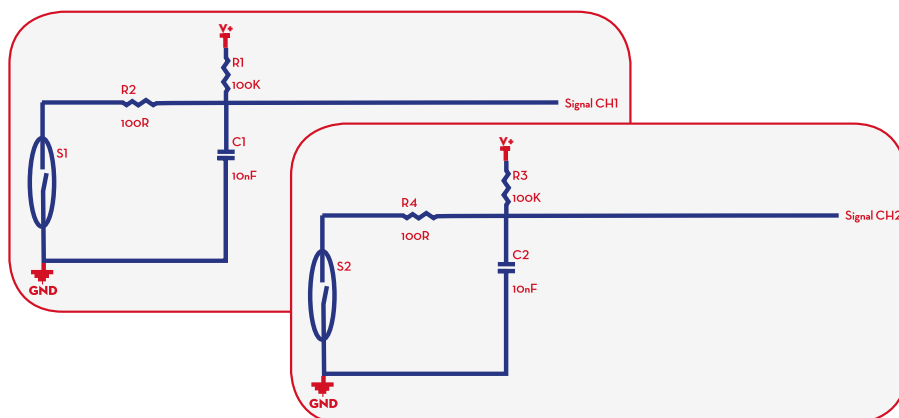 V+
R1
100K
R2
100R
Signal CH1
S1
C1
10nF
GND
V+
R3
100K
R4
100R
Signal CH2
S2
C2
10nF
GND